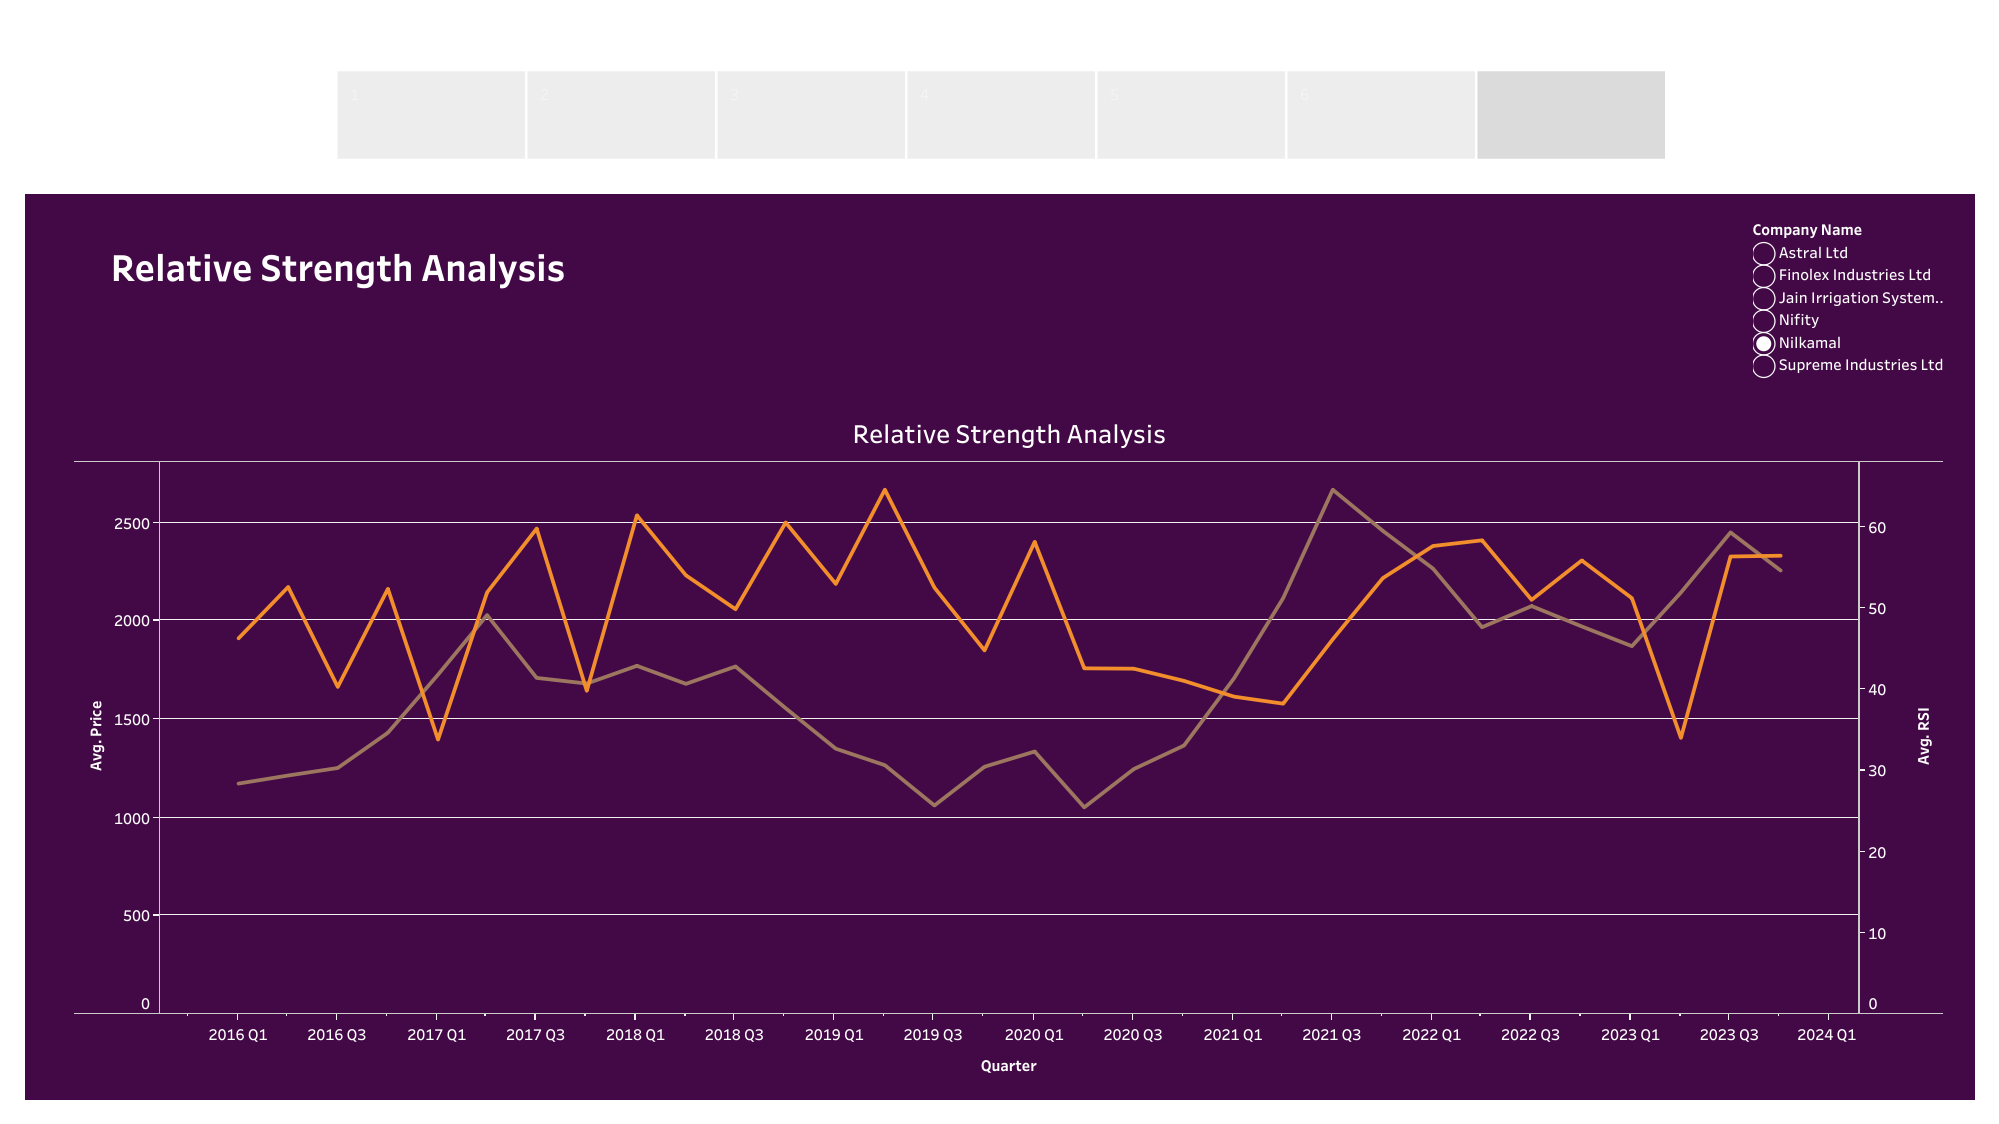 1 2 3 4 5 6
Company Name
Astral Ltd
Relative Strength Analysis
Finolex Industries Ltd
Jain Irrigation System..
Nifity
Nilkamal
Supreme Industries Ltd
Relative Strength Analysis
2500
2000
1500
1000
500
0
Avg. Price
60
50
40
30
20
10
0
Avg. RSI
2016 Q1 2016 Q3 2017 Q1 2017 Q3 2018 Q1 2018 Q3 2019 Q1 2019 Q3 2020 Q1 2020 Q3 2021 Q1 2021 Q3 2022 Q1 2022 Q3 2023 Q1 2023 Q3 2024 Q1
Quarter